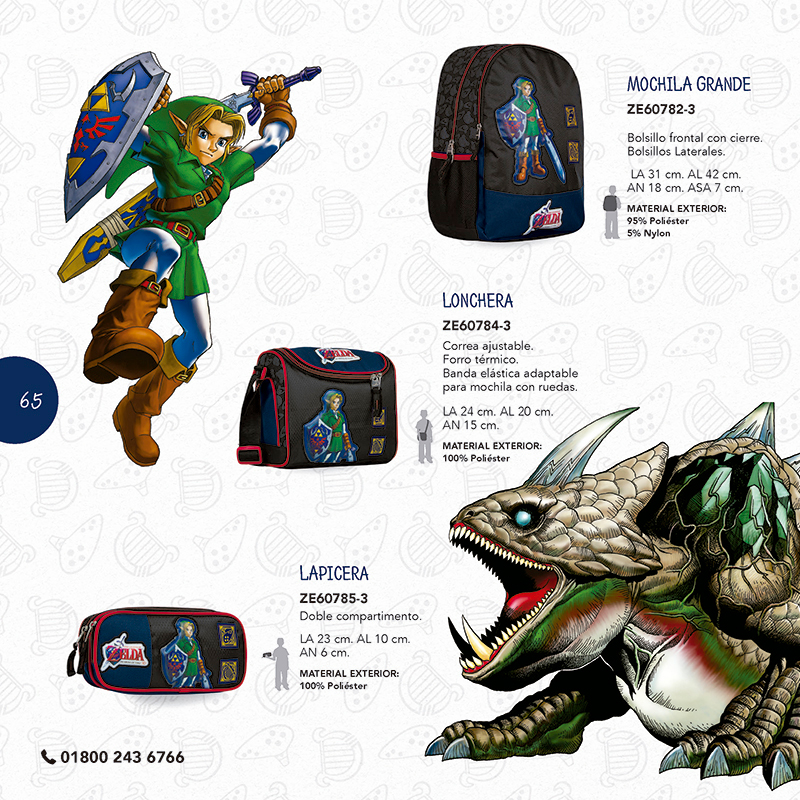 MOCHILA GRANDE
ZE60782-3
Bolsillo frontal con cierre.
Bolsillos Laterales.
LA 31 cm. AL 42 cm.
AN 18 cm. ASA 7 cm.
MATERIAL EXTERIOR:
95% Poliéster
5% Nylon
ZELDA
LONCHERA
ZE60784-3
Correa ajustable.
Forro térmico.
Banda elástica adaptable
para mochila con ruedas.
LA 24 cm. AL 20 cm.
AN 15 cm.
MATERIAL EXTERIOR:
100% Poliéster
ZELDA
65
LAPICERA
ZE60785-3
Doble compartimento.
LA 23 cm. AL 10 cm.
AN 6 cm.
MATERIAL EXTERIOR:
100% Poliéster
ZELDA
01800 243 6766